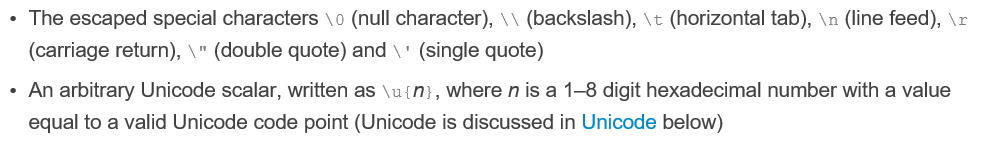 • The escaped special characters \0 (null character), \\ (backslash), \t (horizontal tab), \n (line feed), \r
(carriage return), \" (double quote) and \' (single quote)
• An arbitrary Unicode scalar, written as \u{n}, where n is a 1–8 digit hexadecimal number with a value
equal to a valid Unicode code point (Unicode is discussed in Unicode below)